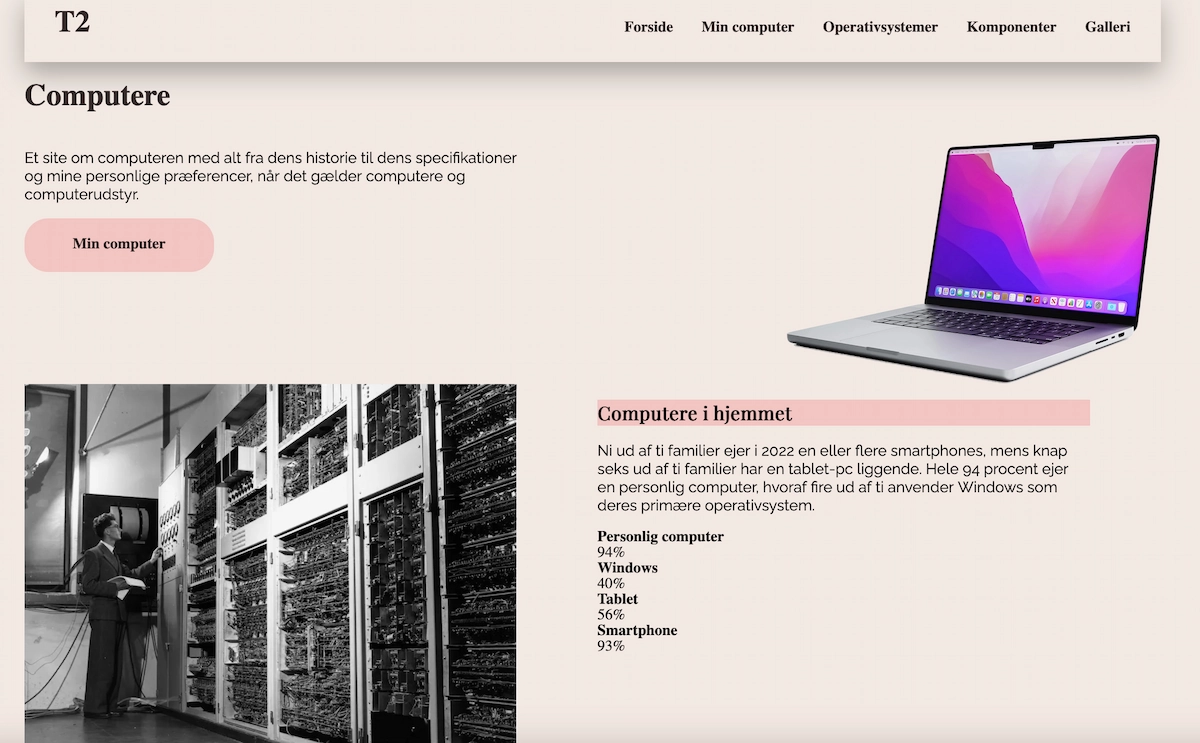 T2
Forside Min computer Operativsystemer Komponenter Galleri
Computere
Et site om computeren med alt fra dens historie til dens specifikationer
og mine personlige præferencer, når det gælder computere og
computerudstyr.
Min computer
Computere i hjemmet
Ni ud af ti familier ejer i 2022 en eller flere smartphones, mens knap
seks ud af ti familier har en tablet-pc liggende. Hele 94 procent ejer
en personlig computer, hvoraf fire ud af ti anvender Windows som
deres primære operativsystem.
Personlig computer
94%
Windows
40%
Tablet
56%
Smartphone
93%